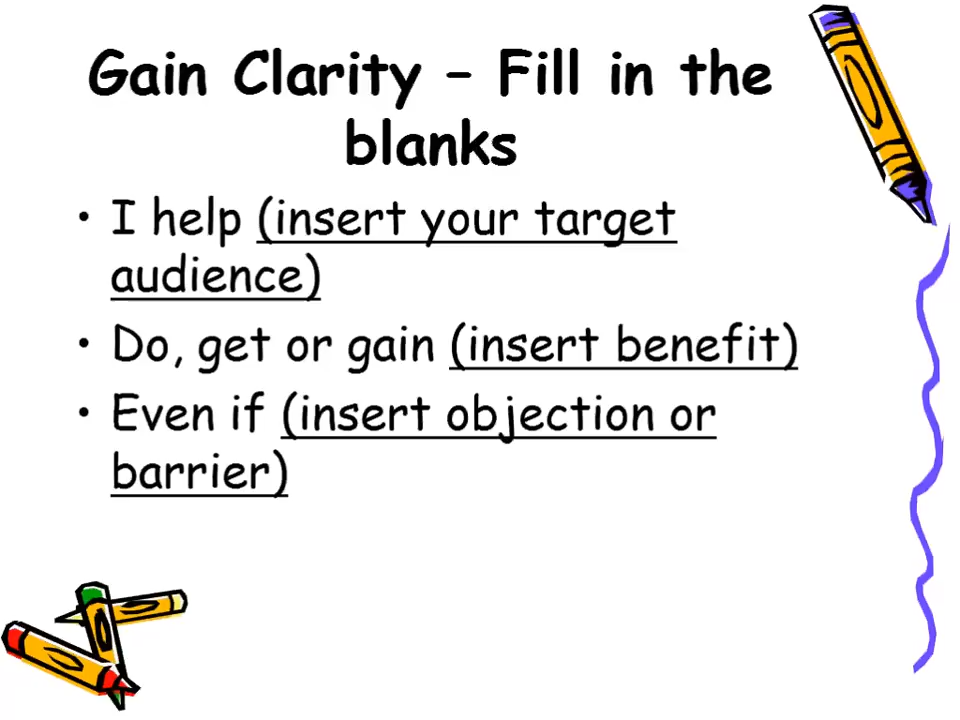 Gain Clarity – Fill in the
blanks
• I help (insert your target
audience)
• Do, get or gain (insert benefit)
• Even if (insert objection or
barrier)